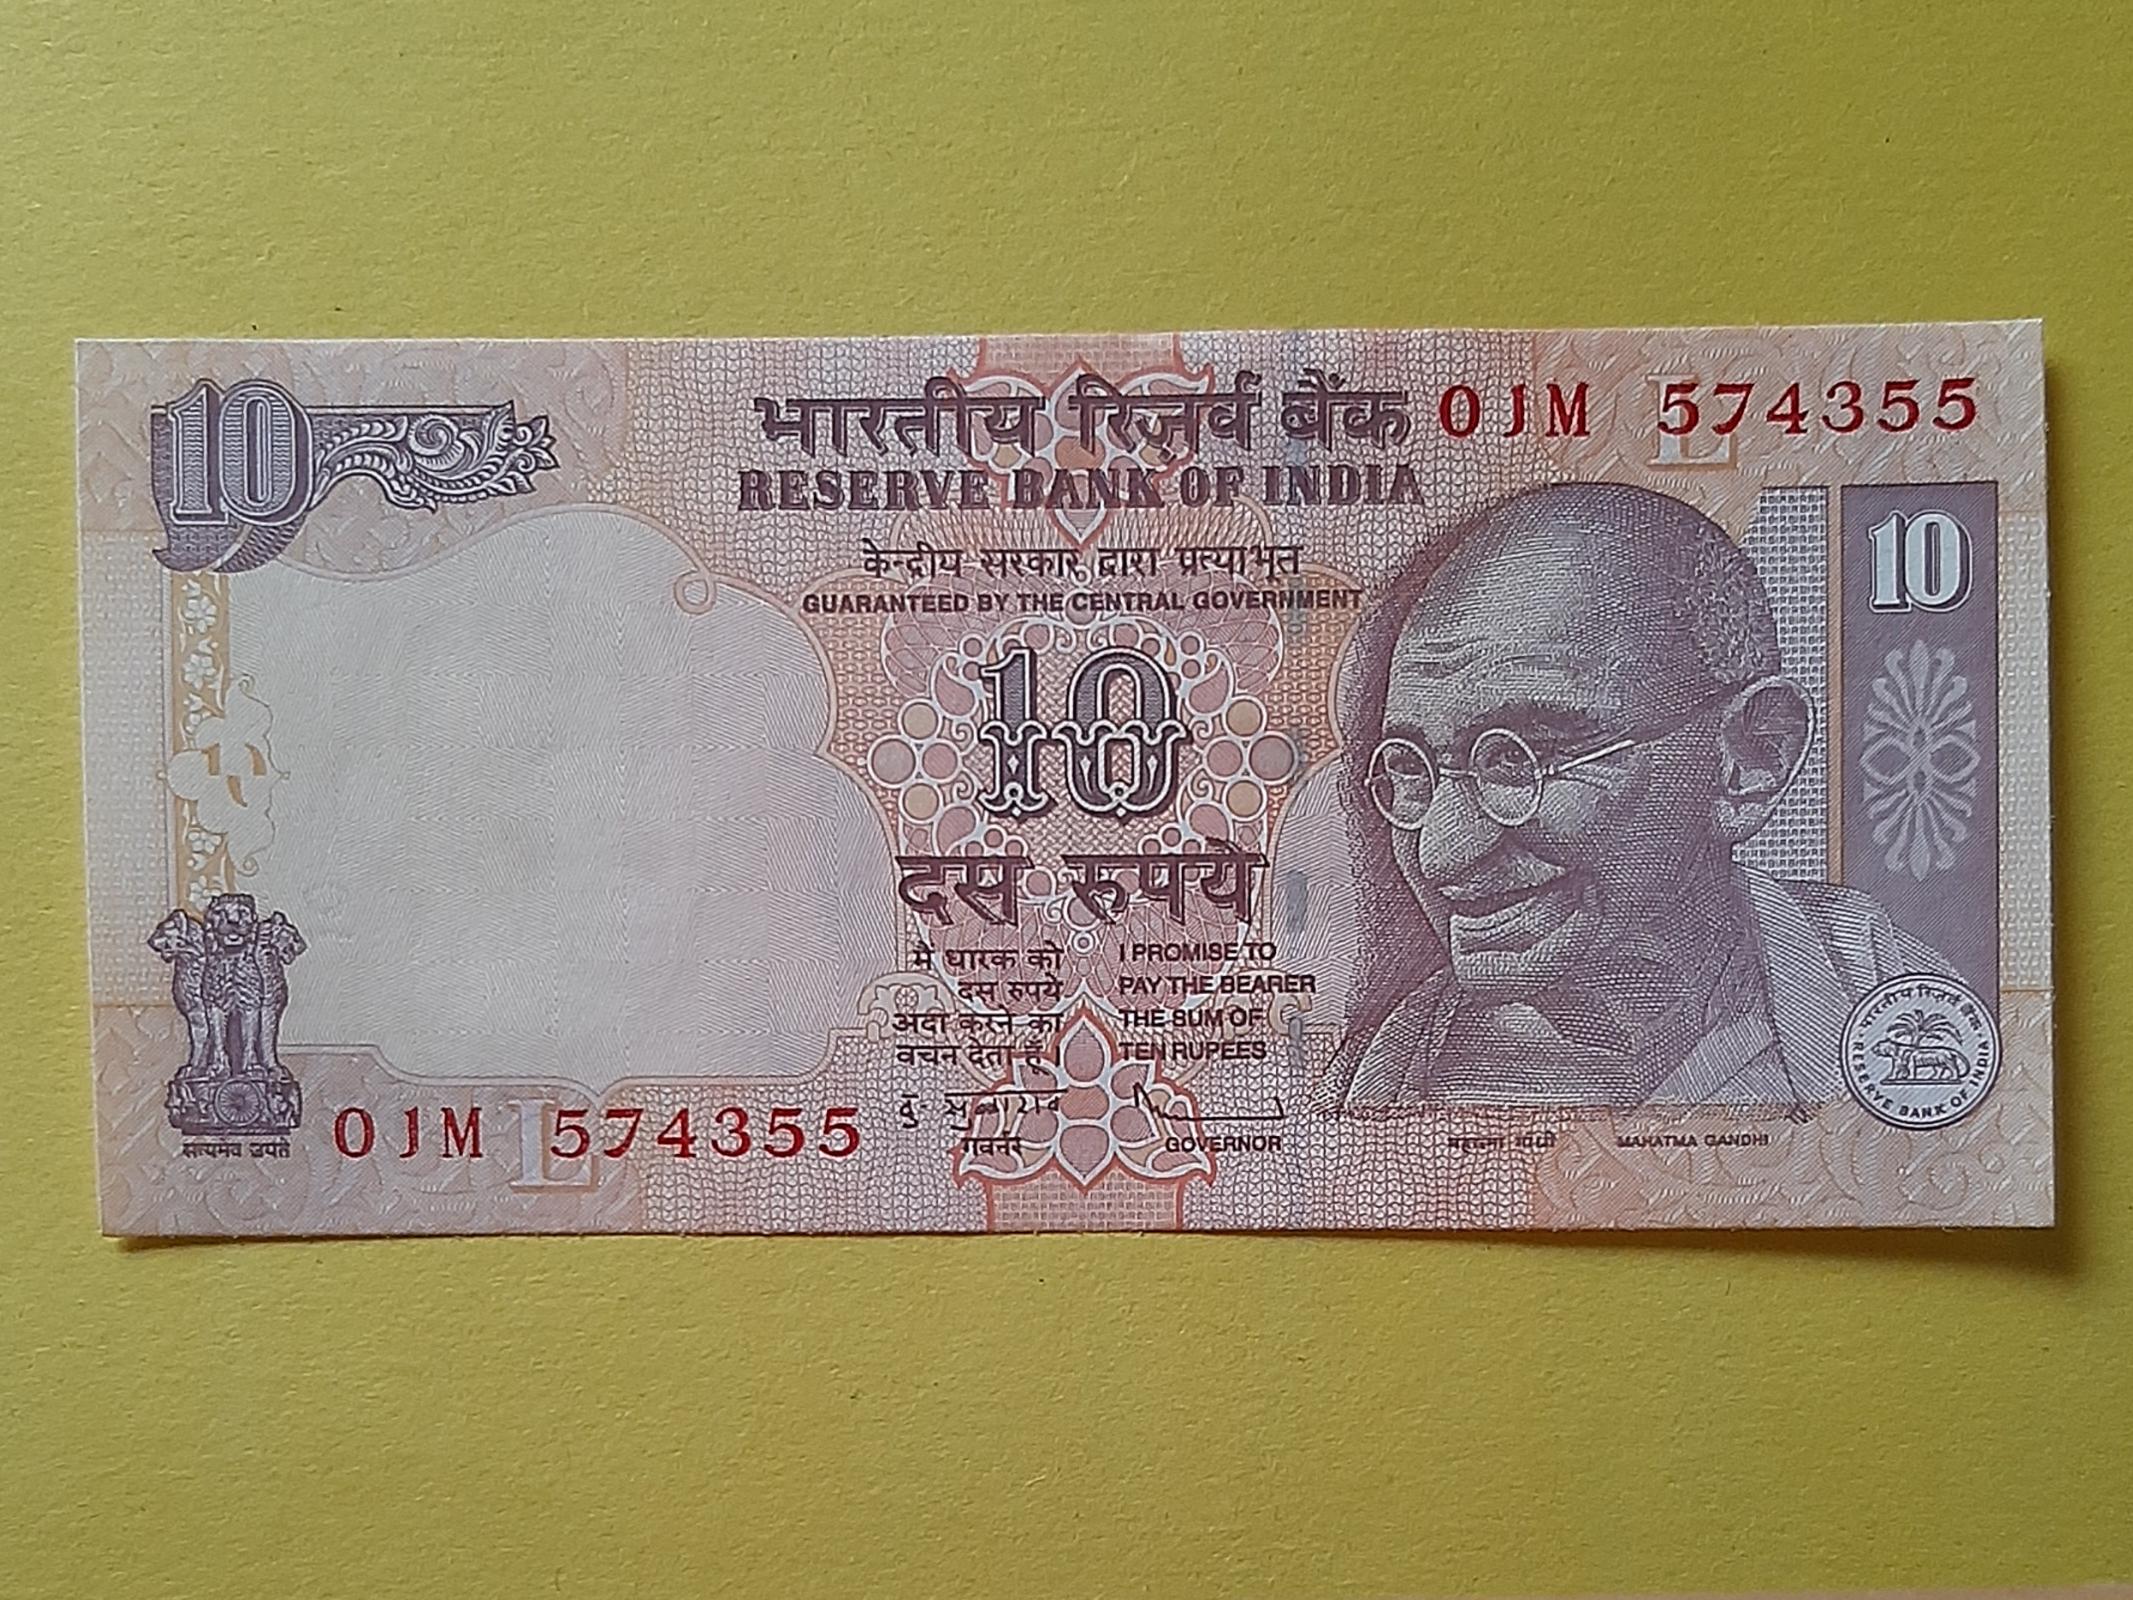 10
भारतीय रिज़र्व बैंक
0JM 574355
RESERVE BANK OF INDIA
10
केन्द्रीय सरकार द्वारा प्रत्याभूत
GUARANTEED BY THE CENTRAL GOVERNMENT
10
दस रुपये
मैं धारक को
दस रुपये
अदा करने का
वचन देता हूँ।
I PROMISE TO
PAY THE BEARER
THE SUM OF
TEN RUPEES
L
L
0JM 574355
सत्यमेव जयते
गवर्नर
GOVERNOR
महात्मा गांधी
MAHATMA GANDHI
भारतीय रिज़र्व बैंक
RESERVE BANK OF INDIA